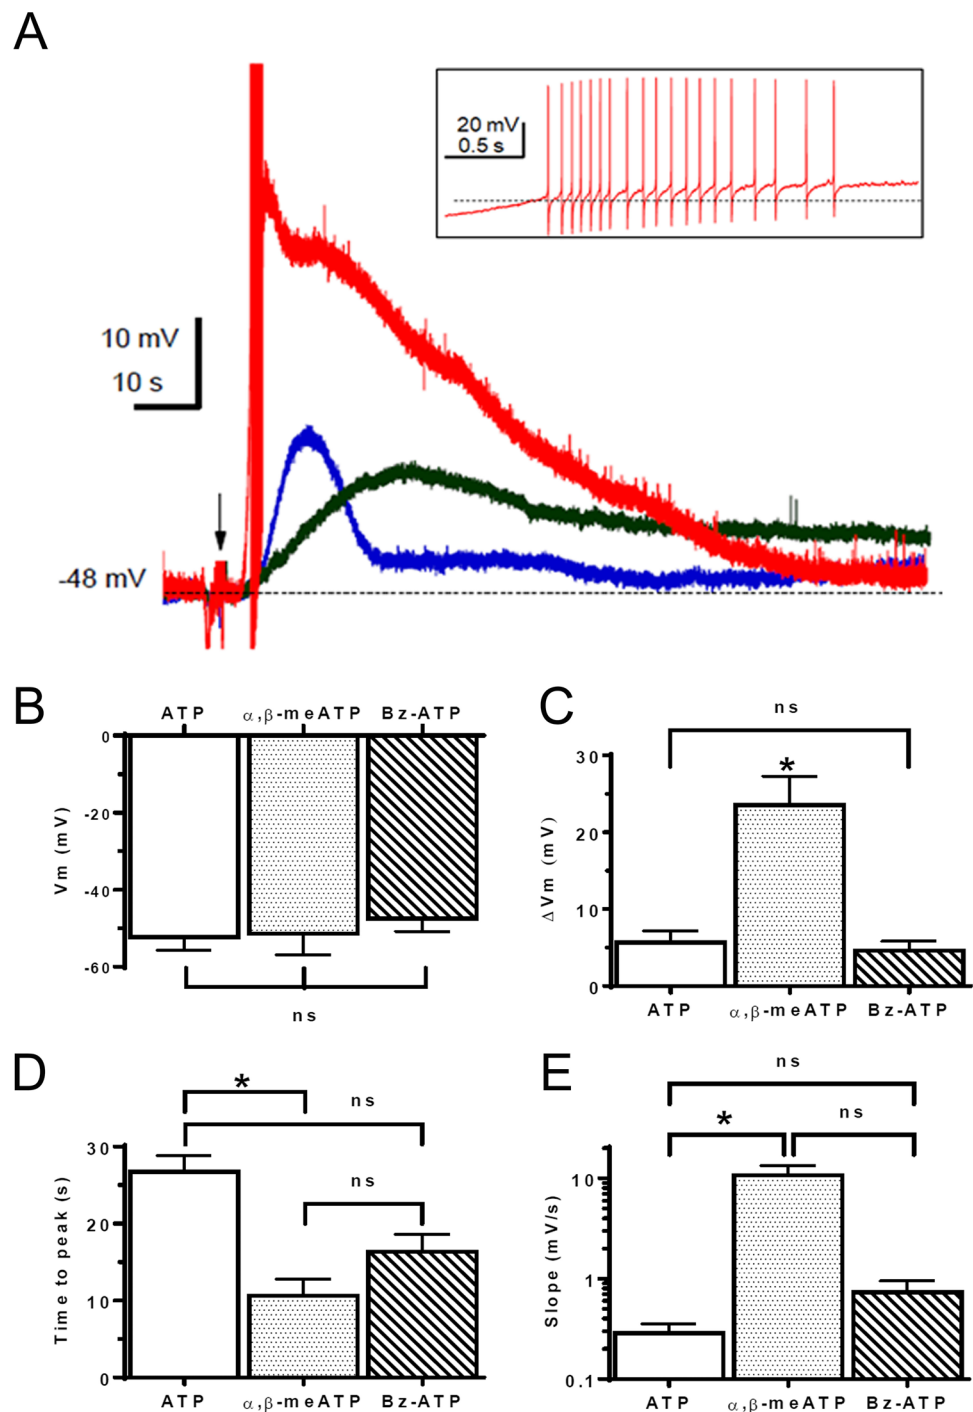 A
20 mV
0.5 s
10 mV
10 s
-48 mV
B
ATP α,β-meATP Bz-ATP
0
-20
-40
-60
Vm (mV)
ns
C
ns
*
30
20
10
0
ΔVm (mV)
ATP α,β-meATP Bz-ATP
D
*
ns
ns
30
20
10
0
Time to peak (s)
ATP α,β-meATP Bz-ATP
E
ns
*
ns
10
1
0.1
Slope (mV/s)
ATP α,β-meATP Bz-ATP